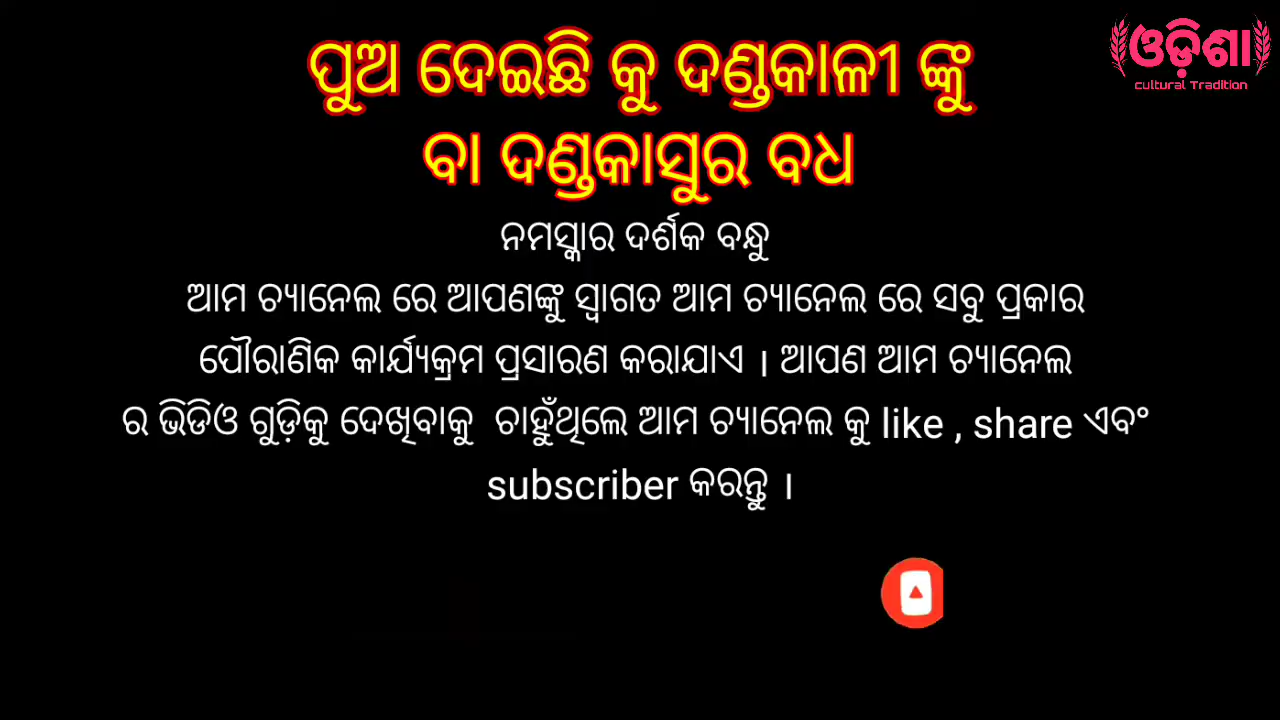 ଓଡ଼ିଶା
cultural Tradition
ପୁଅ ଦେଇଛି କୁ ଦଣ୍ଡକାଳୀ ଙ୍କୁ
ବା ଦଣ୍ଡକାସୁର ବଧ
ନମସ୍କାର ଦର୍ଶକ ବନ୍ଧୁ
ଆମ ଚ୍ୟାନେଲ ରେ ଆପଣଙ୍କୁ ସ୍ୱାଗତ ଆମ ଚ୍ୟାନେଲ ରେ ସବୁ ପ୍ରକାର
ପୌରାଣିକ କାର୍ଯ୍ୟକ୍ରମ ପ୍ରସାରଣ କରାଯାଏ । ଆପଣ ଆମ ଚ୍ୟାନେଲ
ର ଭିଡିଓ ଗୁଡ଼ିକୁ ଦେଖିବାକୁ ଚାହୁଁଥିଲେ ଆମ ଚ୍ୟାନେଲ କୁ like , share ଏବଂ
subscriber କରନ୍ତୁ ।